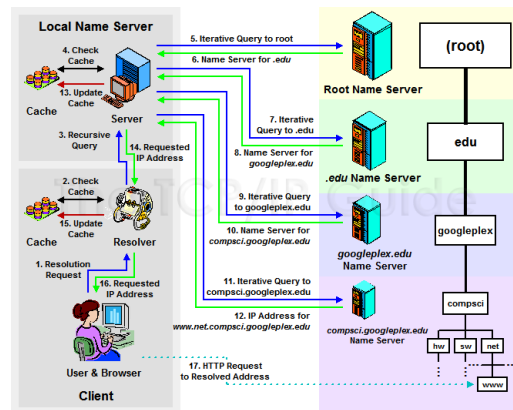 Local Name Server
4. Check
Cache
13. Update
Cache
Cache
Server
3. Recursive
Query
14. Requested
IP Address
2. Check
Cache
15. Update
Cache
Cache
Resolver
1. Resolution
Request
16. Requested
IP Address
User & Browser
Client
5. Iterative Query to root
6. Name Server for .edu
7. Iterative
Query to .edu
8. Name Server for
googleplex.edu
9. Iterative Query
to googleplex.edu
10. Name Server for
compsci.googleplex.edu
11. Iterative Query to
compsci.googleplex.edu
12. IP Address for
www.net.compsci.googleplex.edu
17. HTTP Request
to Resolved Address
Root Name Server
.edu Name Server
googleplex.edu
Name Server
compsci.googleplex.edu
Name Server
(root)
edu
googleplex
compsci
hw
sw
net
www
The TCP/IP Guide